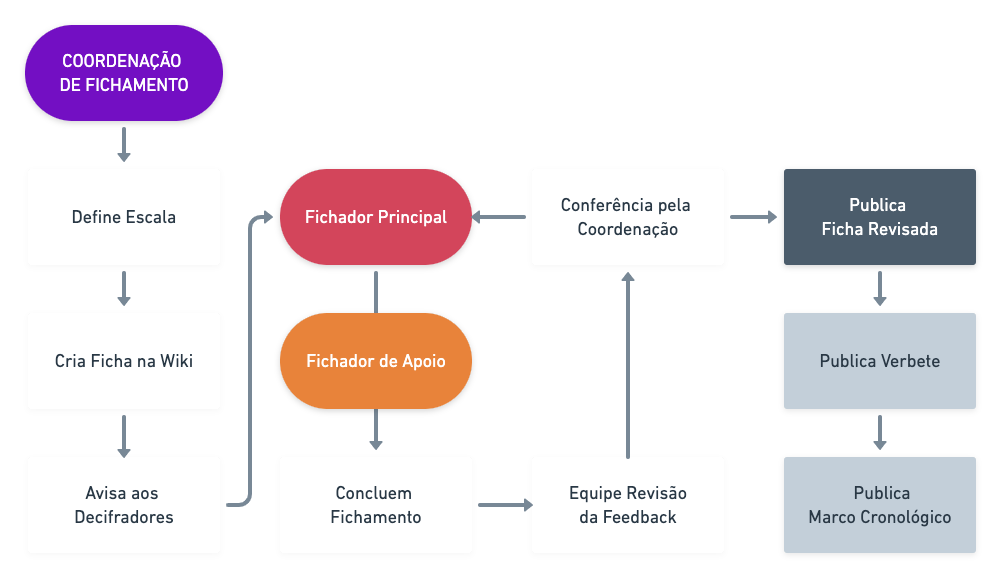 COORDENAÇÃO
DE FICHAMENTO
Define Escala
Cria Ficha na Wiki
Avisa aos
Decifradores
Fichador Principal
Fichador de Apoio
Concluem
Fichamento
Conferência pela
Coordenação
Equipe Revisão
da Feedback
Publica
Ficha Revisada
Publica Verbete
Publica
Marco Cronológico